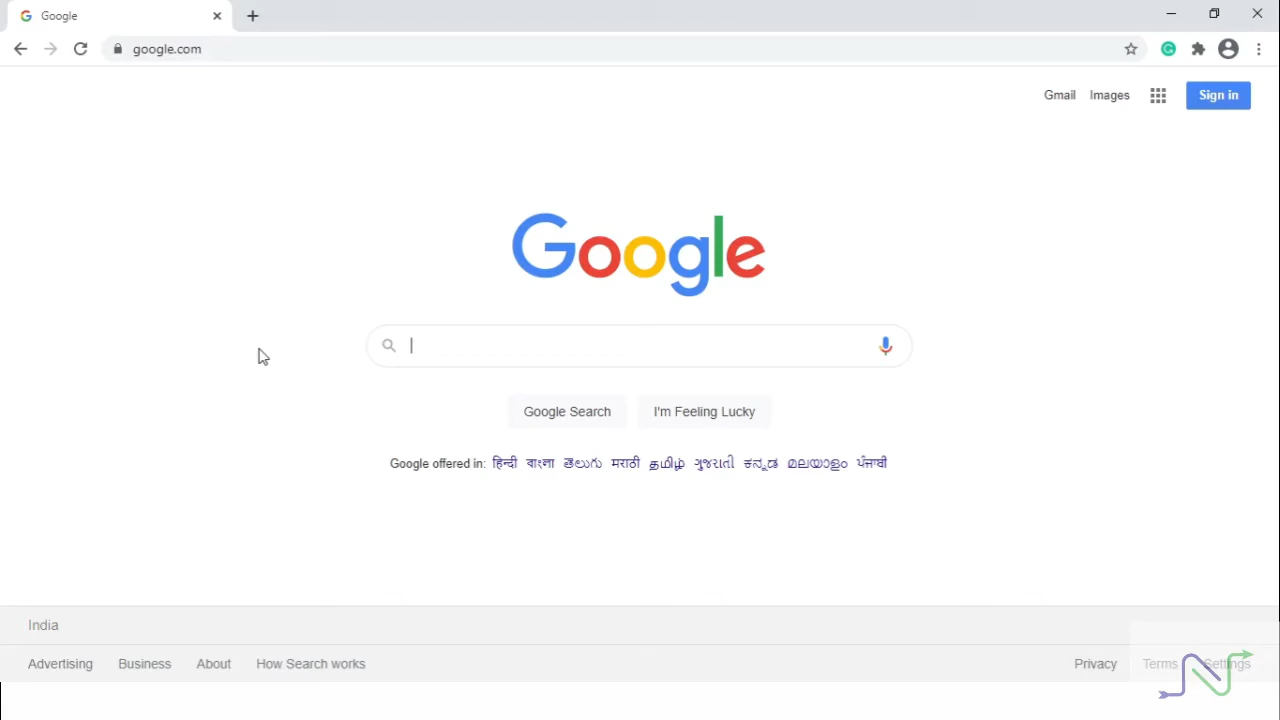 Google
google.com
Gmail Images Sign in
Google
Google Search I'm Feeling Lucky
Google offered in: हिन्दी বাংলা తెలుగు मराठी தமிழ் ગુજરાતી ಕನ್ನಡ മലയാളം ਪੰਜਾਬੀ
India
Advertising Business About How Search works Privacy Terms Settings